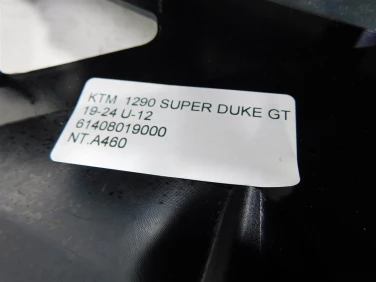 KTM 1290 SUPER DUKE GT
19-24 U-12
61408019000
NT.A460